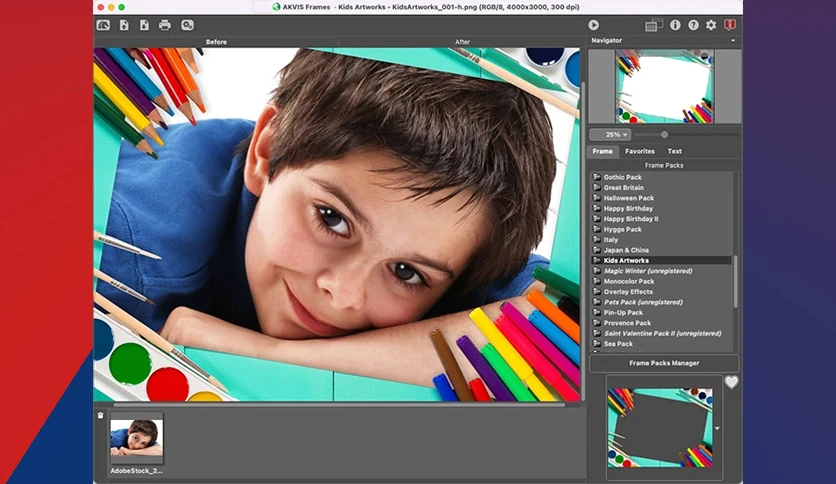 AKVIS Frames - Kids Artworks - KidsArtworks_001-h.png (RGB/8, 4000x3000, 300 dpi)
Before
After
Navigator
25%
Frame
Favorites
Text
Frame Packs
Gothic Pack
Great Britain
Halloween Pack
Happy Birthday
Happy Birthday II
Hygge Pack
Italy
Japan & China
Kids Artworks
Magic Winter (unregistered)
Monocolor Pack
Overlay Effects
Pets Pack (unregistered)
Pin-Up Pack
Provence Pack
Saint Valentine Pack II (unregistered)
Sea Pack
Frame Packs Manager
AdobeStock_2...